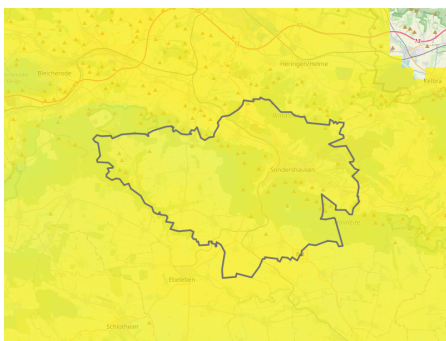 Bleicherode
Heringen/Helme
Kelbra
Sondershausen
Ebeleben
Schlotheim